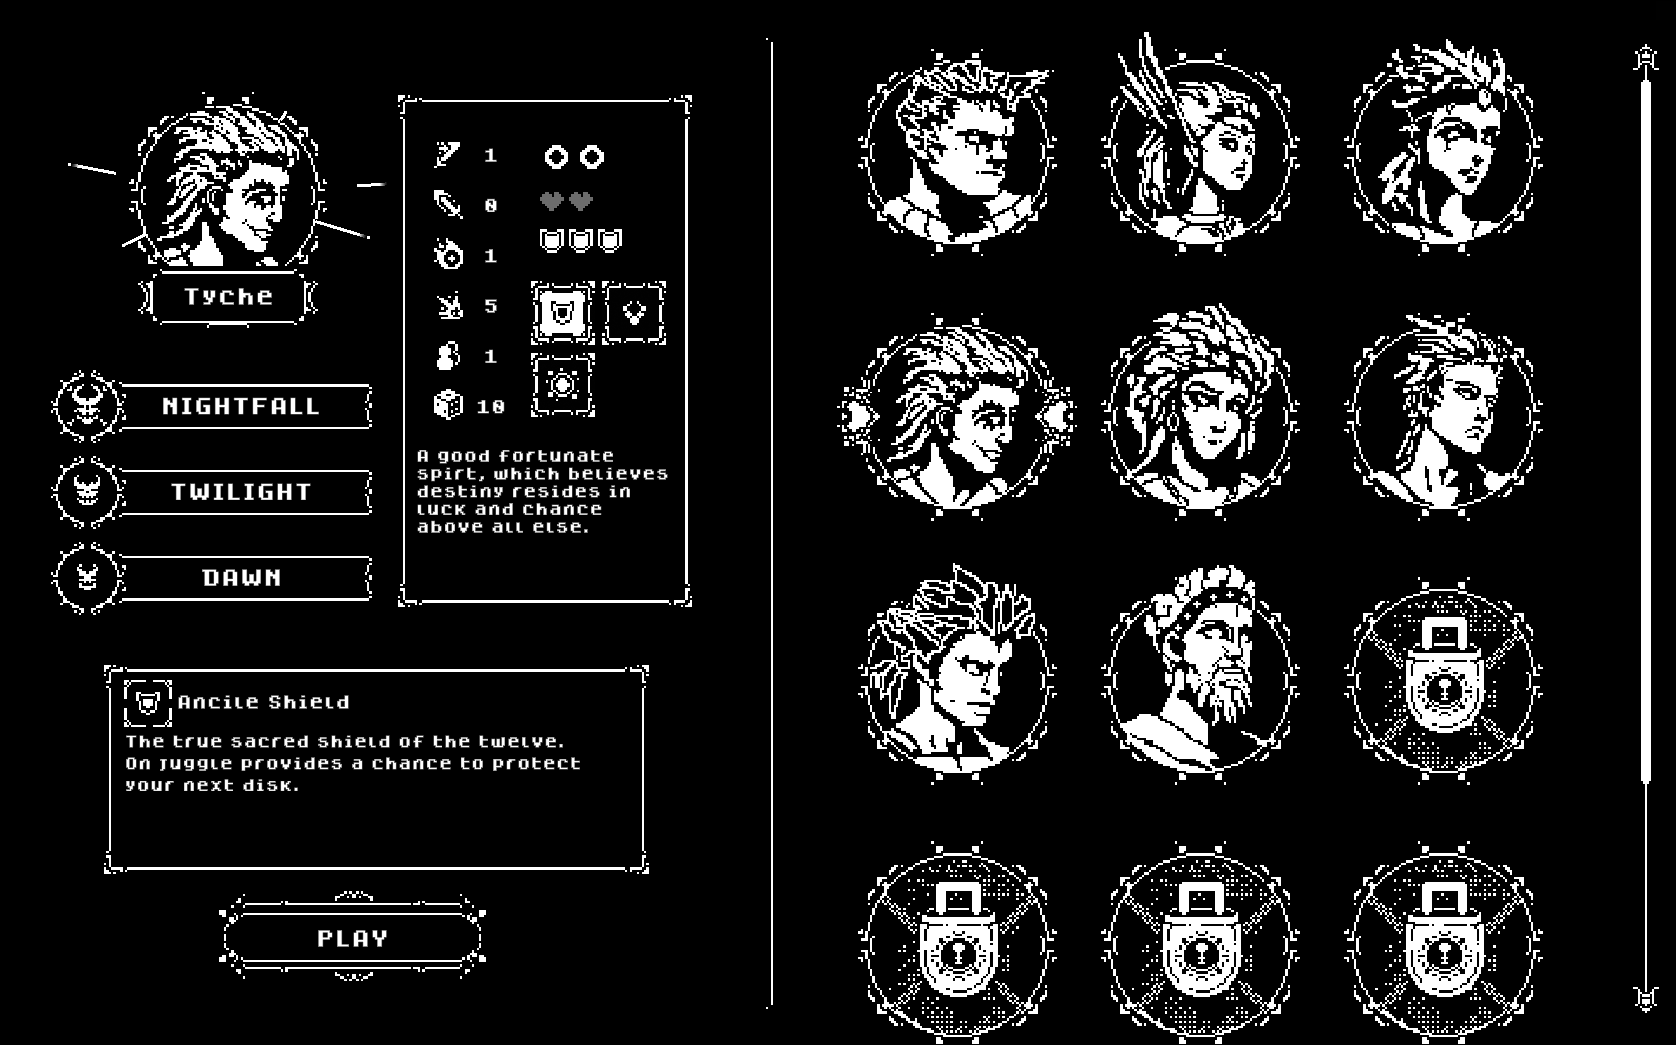 Tyche
NIGHTFALL
TWILIGHT
DAWN
1
0
1
5
1
10
A good fortunate
spirt, which believes
destiny resides in
luck and chance
above all else.
Ancile Shield
The true sacred shield of the twelve.
On juggle provides a chance to protect
your next disk.
PLAY